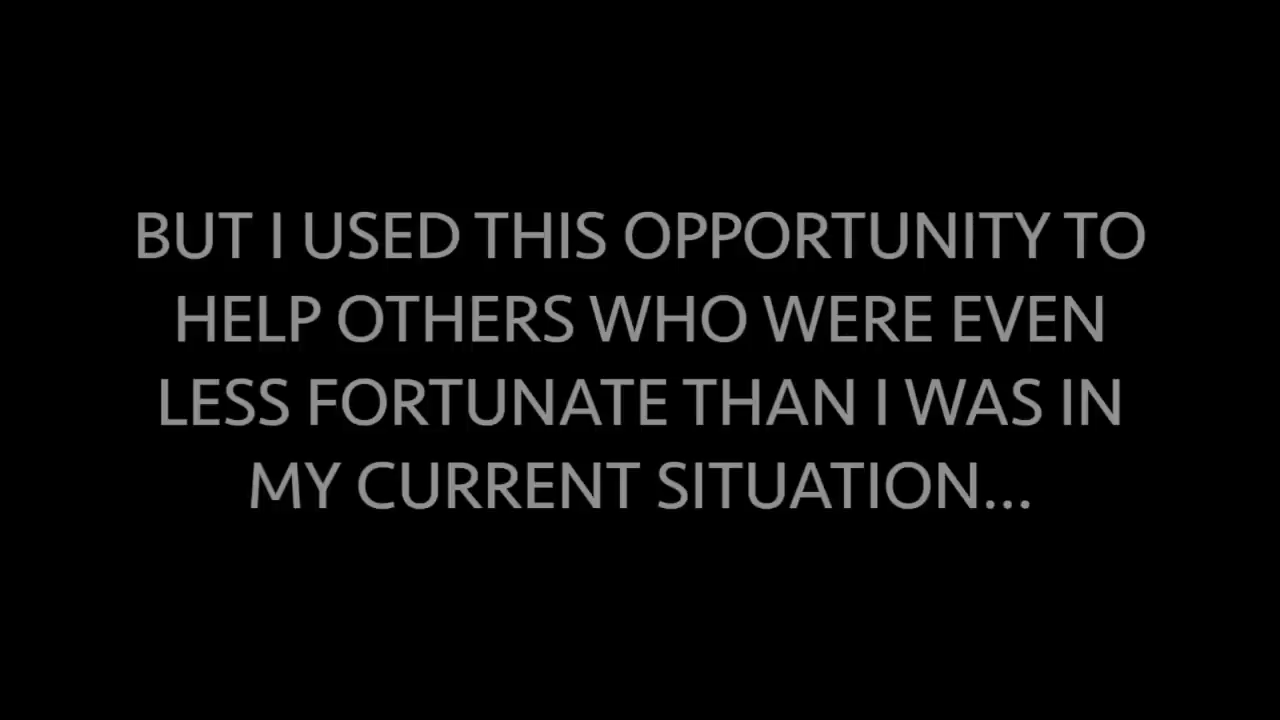 BUT I USED THIS OPPORTUNITY TO
HELP OTHERS WHO WERE EVEN
LESS FORTUNATE THAN I WAS IN
MY CURRENT SITUATION...